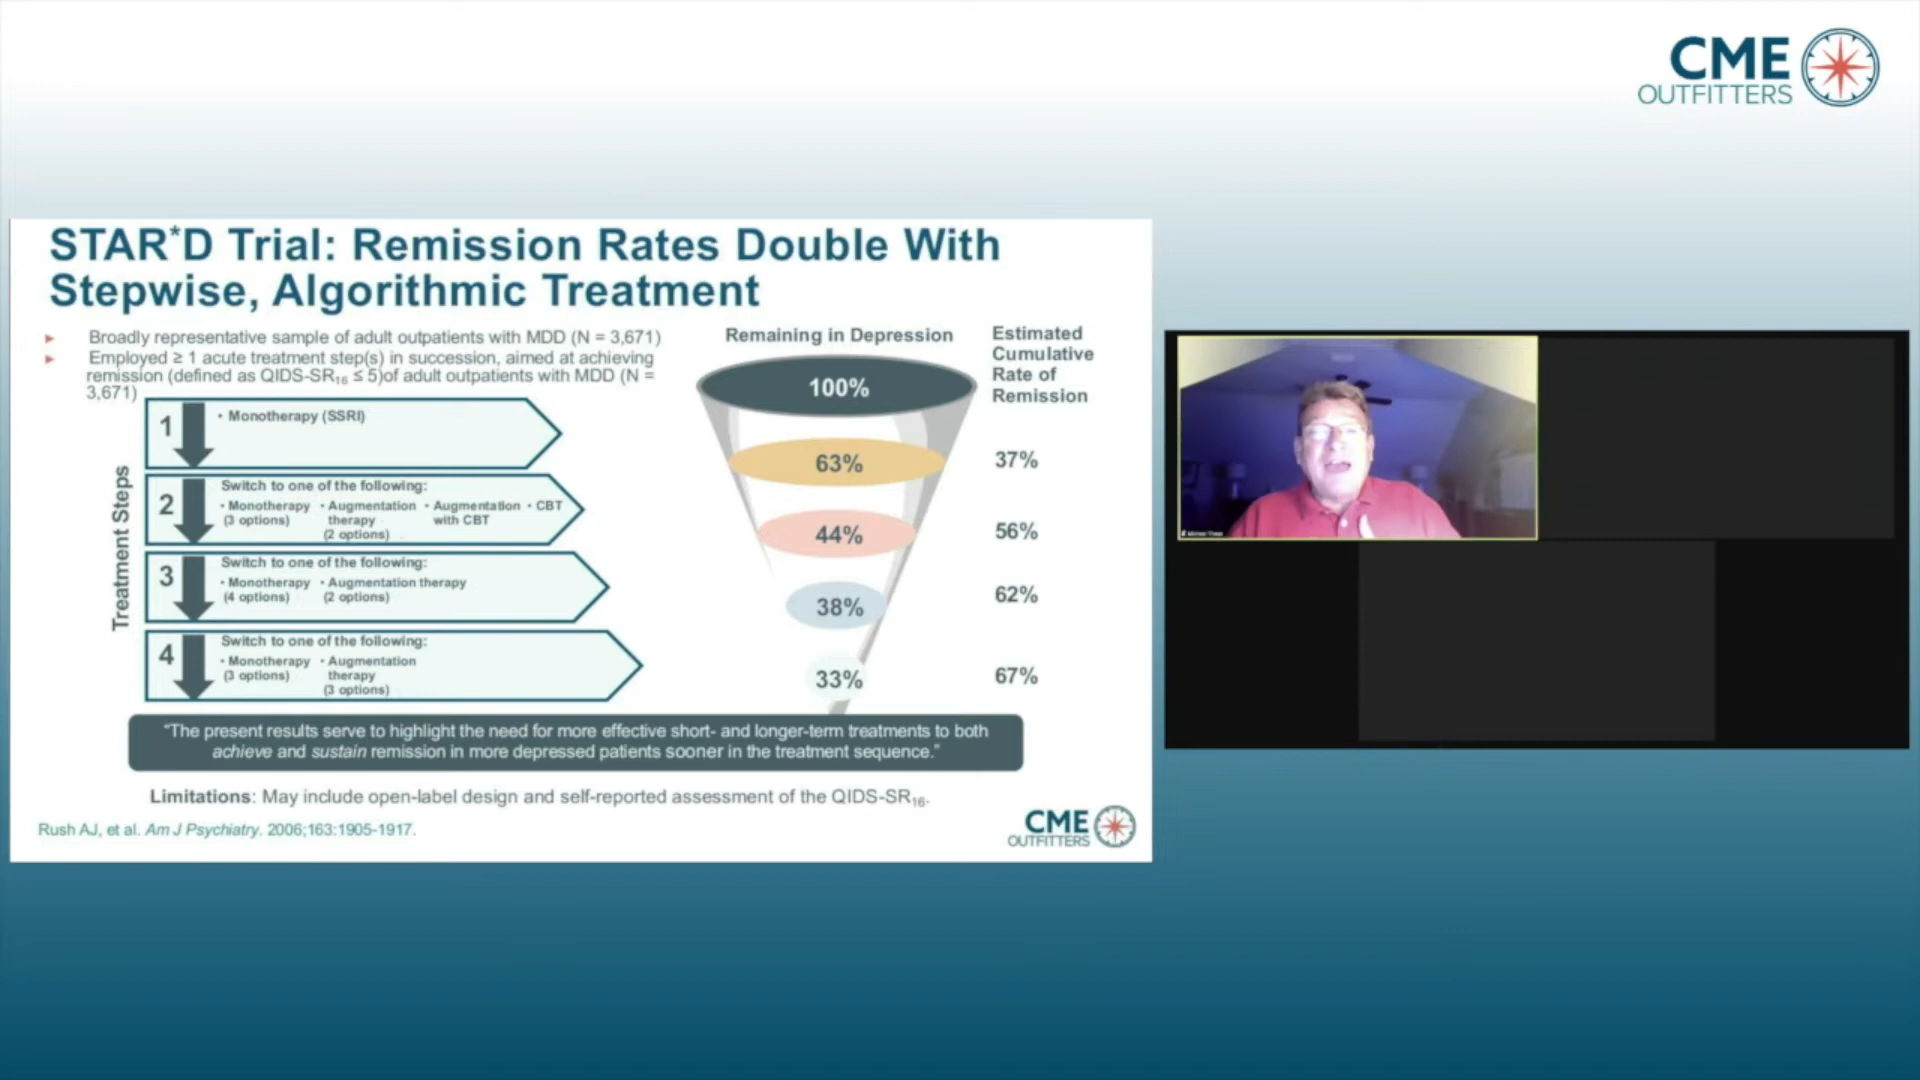 CME
OUTFITTERS
STAR*D Trial: Remission Rates Double With
Stepwise, Algorithmic Treatment
Broadly representative sample of adult outpatients with MDD (N = 3,671)
Employed ≥ 1 acute treatment step(s) in succession, aimed at achieving
remission (defined as QIDS-SR16 ≤ 5)of adult outpatients with MDD (N =
3,671)
Treatment Steps
1
• Monotherapy (SSRI)
2
Switch to one of the following:
• Monotherapy • Augmentation • Augmentation • CBT
(3 options) therapy with CBT
(2 options)
3
Switch to one of the following:
• Monotherapy • Augmentation therapy
(4 options) (2 options)
4
Switch to one of the following:
• Monotherapy • Augmentation
(3 options) therapy
(3 options)
Remaining in Depression
100%
63%
44%
38%
33%
Estimated
Cumulative
Rate of
Remission
37%
56%
62%
67%
"The present results serve to highlight the need for more effective short- and longer-term treatments to both
achieve and sustain remission in more depressed patients sooner in the treatment sequence."
Limitations: May include open-label design and self-reported assessment of the QIDS-SR16.
Rush AJ, et al. Am J Psychiatry. 2006;163:1905-1917.
CME
OUTFITTERS